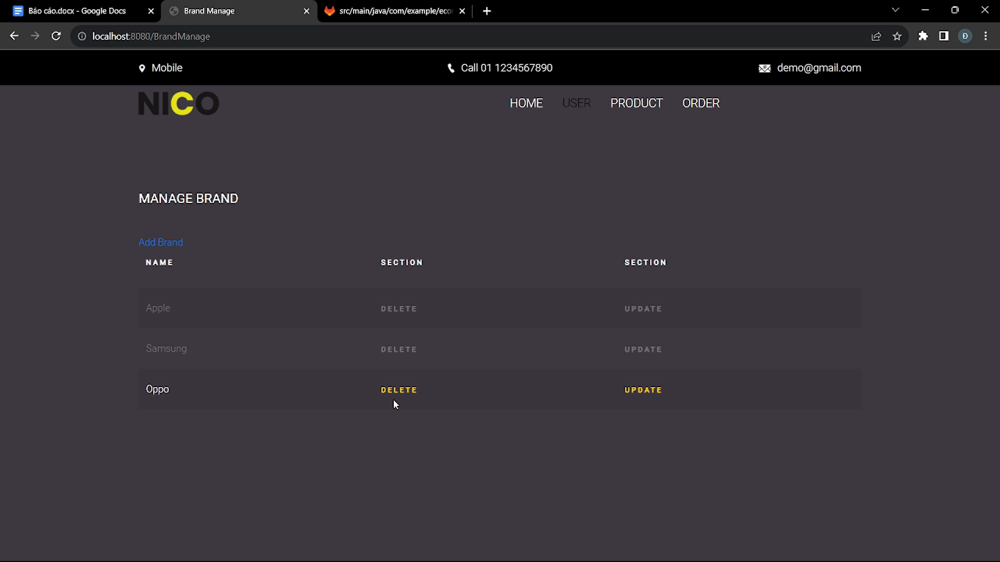 Báo cáo.docx - Google Docs
Brand Manage
src/main/java/com/example/eco
localhost:8080/BrandManage
Đ
Mobile
Call 01 1234567890
demo@gmail.com
NICO
HOME USER PRODUCT ORDER
MANAGE BRAND
Add Brand
NAME SECTION SECTION
Apple DELETE UPDATE
Samsung DELETE UPDATE
Oppo DELETE UPDATE